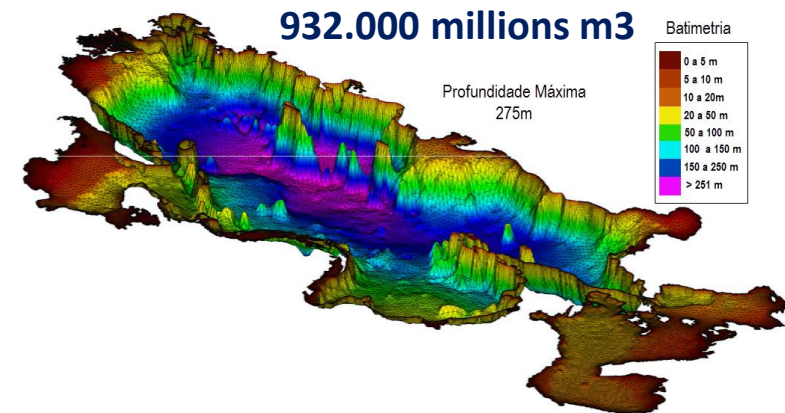 932.000 millions m3
Batimetria
Profundidade Máxima
275m
0 a 5 m
5 a 10 m
10 a 20m
20 a 50 m
50 a 100 m
100 a 150 m
150 a 250 m
> 251 m